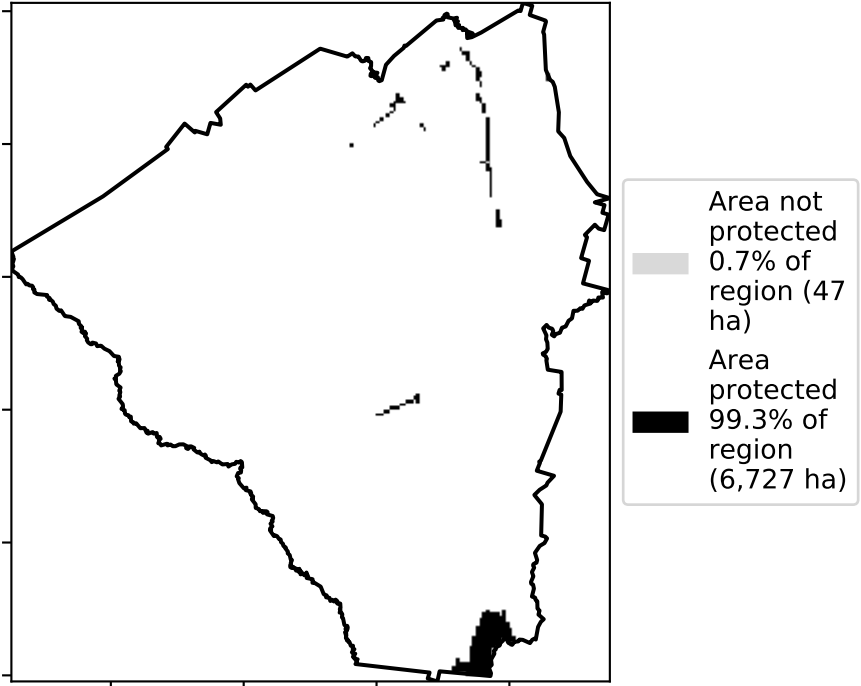 Area not
protected
0.7% of
region (47
ha)
Area
protected
99.3% of
region
(6,727 ha)